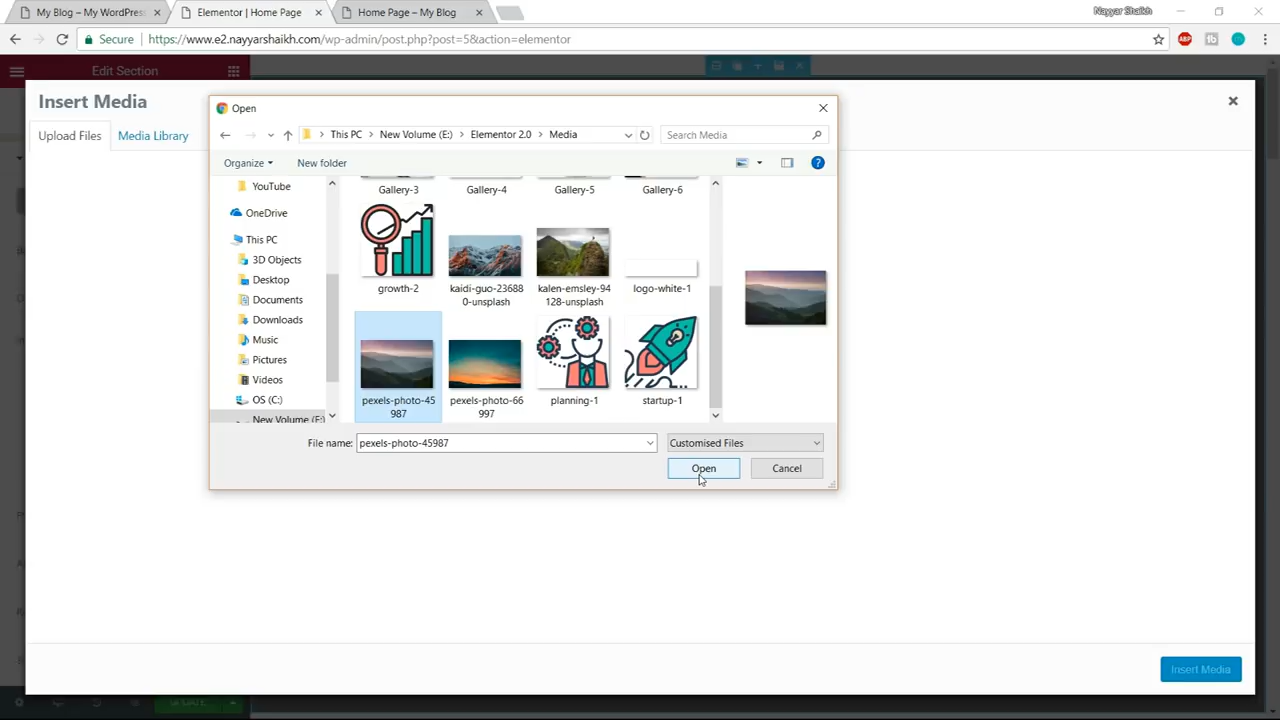 My Blog – My WordPress
Elementor | Home Page
Home Page – My Blog
Nayyar Shaikh
Secure
https://www.e2.nayyarshaikh.com/wp-admin/post.php?post=5&action=elementor
ABP
tb
Edit Section
Insert Media
Upload Files
Media Library
Open
This PC
New Volume (E:)
Elementor 2.0
Media
Search Media
Organize
New folder
YouTube
OneDrive
This PC
3D Objects
Desktop
Documents
Downloads
Music
Pictures
Videos
OS (C:)
New Volume (E:)
Gallery-3
Gallery-4
Gallery-5
Gallery-6
growth-2
kaidi-guo-23688
0-unsplash
kalen-emsley-94
128-unsplash
logo-white-1
pexels-photo-45
987
pexels-photo-66
997
planning-1
startup-1
File name:
pexels-photo-45987
Customised Files
Open
Cancel
Insert Media